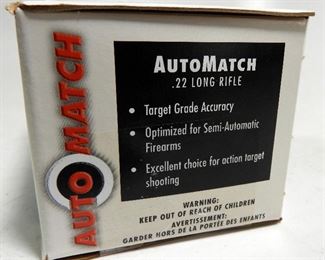 AUTOMATCH
AUTOMATCH
.22 LONG RIFLE
• Target Grade Accuracy
• Optimized for Semi-Automatic
Firearms
• Excellent choice for action target
shooting
WARNING:
KEEP OUT OF REACH OF CHILDREN
AVERTISSEMENT:
GARDER HORS DE LA PORTÉE DES ENFANTS